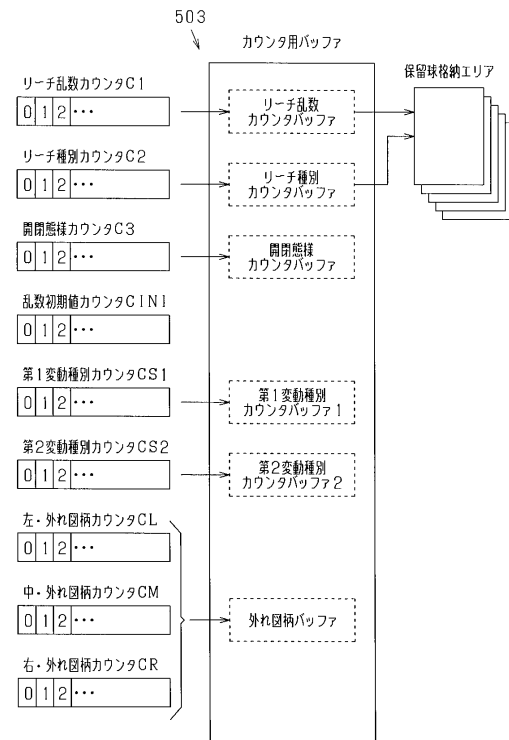 503
カウンタ用バッファ
保留球格納エリア
リーチ乱数カウンタC1
0 1 2 ･･･
リーチ乱数
カウンタバッファ
リーチ種別カウンタC2
0 1 2 ･･･
リーチ種別
カウンタバッファ
開閉態様カウンタC3
0 1 2 ･･･
開閉態様
カウンタバッファ
乱数初期値カウンタCINI
0 1 2 ･･･
第1変動種別カウンタCS1
0 1 2 ･･･
第1変動種別
カウンタバッファ1
第2変動種別カウンタCS2
0 1 2 ･･･
第2変動種別
カウンタバッファ2
左・外れ図柄カウンタCL
0 1 2 ･･･
中・外れ図柄カウンタCM
0 1 2 ･･･
外れ図柄バッファ
右・外れ図柄カウンタCR
0 1 2 ･･･